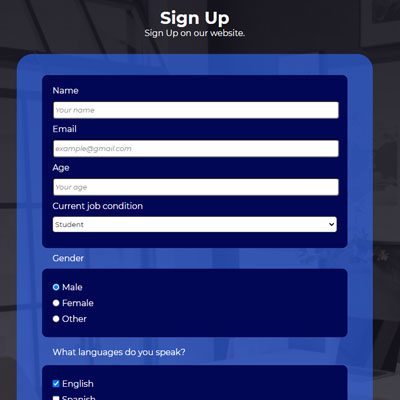 Sign Up
Sign Up on our website.
Name
Your name
Email
example@gmail.com
Age
Your age
Current job condition
Student
Gender
Male
Female
Other
What languages do you speak?
English
Spanish